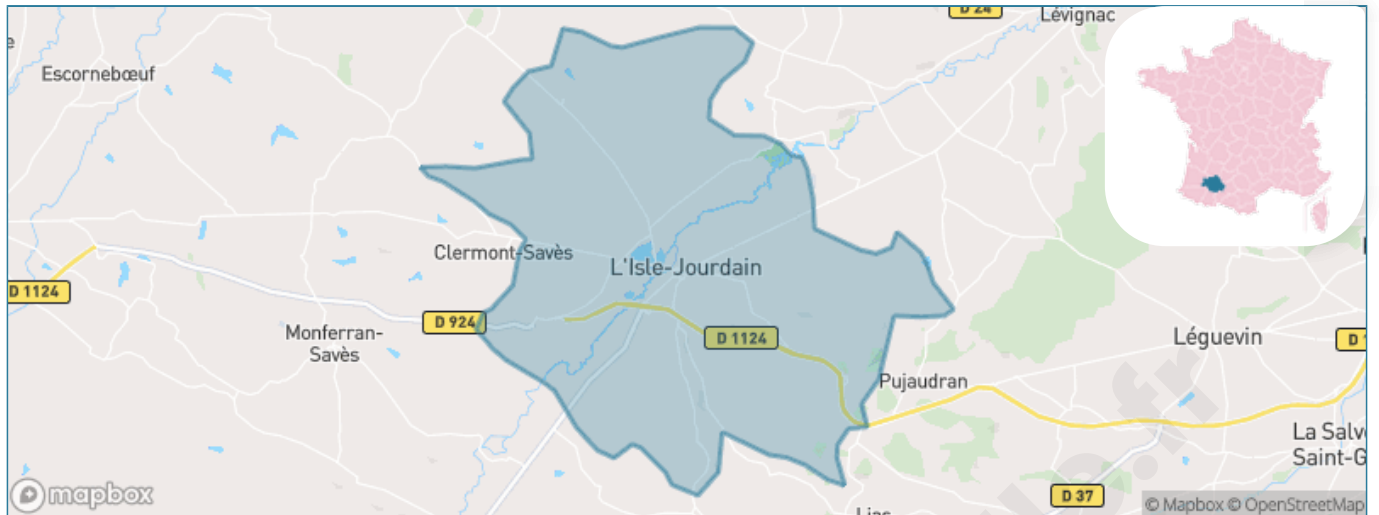 D 24
Lévignac
Escornebœuf
Clermont-Savès
L'Isle-Jourdain
D 1124
D 924
Monferran-
Savès
D 1124
Léguevin
Pujaudran
La Salv
Saint-G
D 37
mapbox
© Mapbox © OpenStreetMap